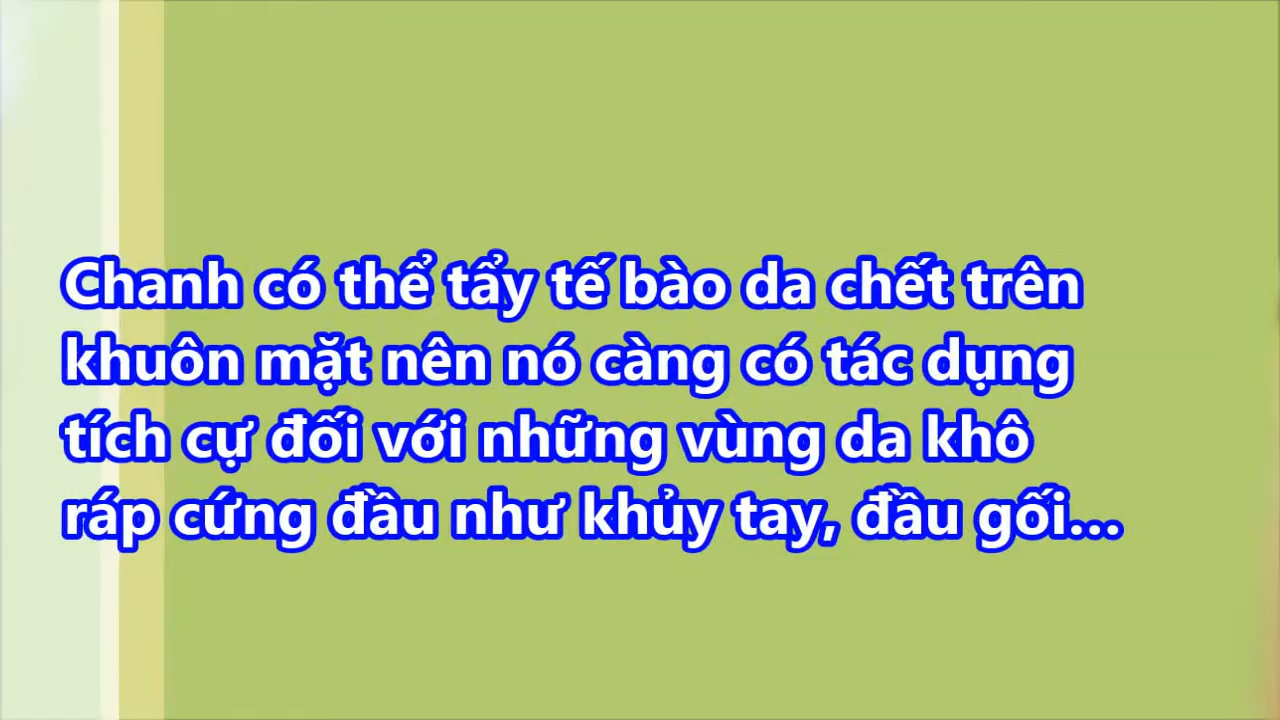 Chanh có thể tẩy tế bào da chết trên
khuôn mặt nên nó càng có tác dụng
tích cự đối với những vùng da khô
ráp cứng đầu như khủy tay, đầu gối...